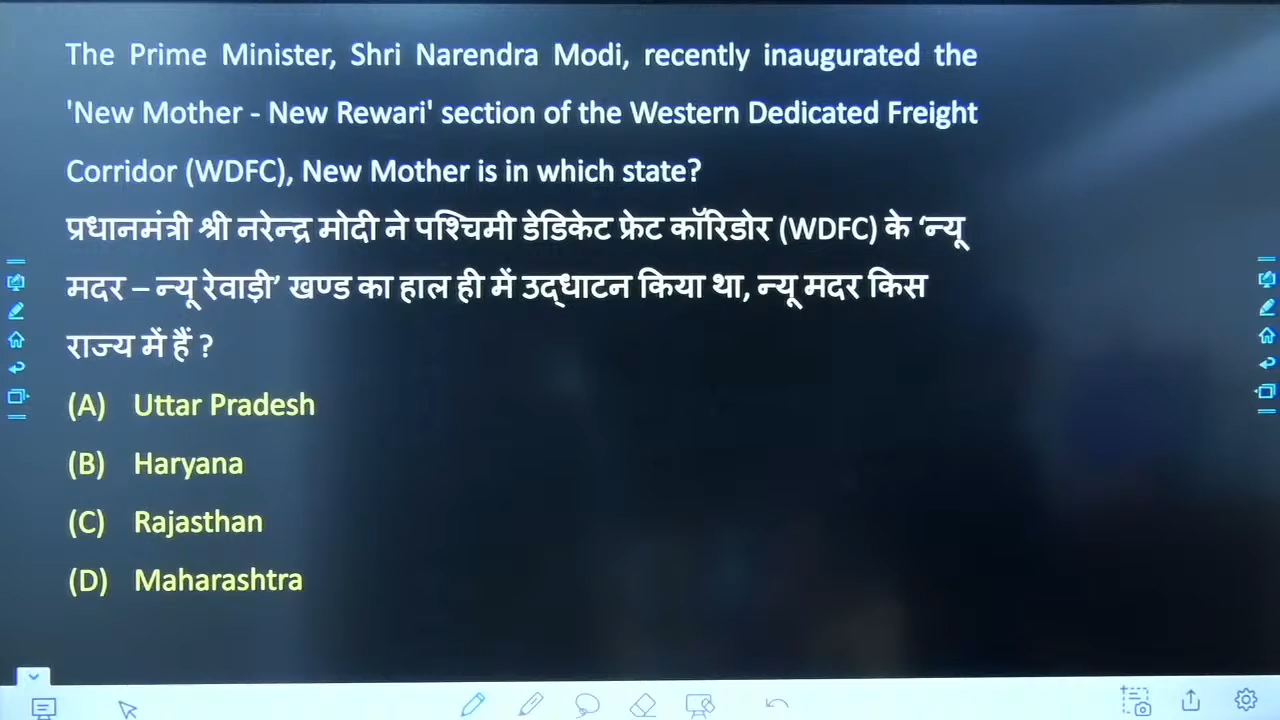 The Prime Minister, Shri Narendra Modi, recently inaugurated the
'New Mother - New Rewari' section of the Western Dedicated Freight
Corridor (WDFC), New Mother is in which state?
प्रधानमंत्री श्री नरेन्द्र मोदी ने पश्चिमी डेडिकेट फ्रेट कॉरिडोर (WDFC) के ‘न्यू
मदर – न्यू रेवाड़ी’ खण्ड का हाल ही में उद्धाटन किया था, न्यू मदर किस
राज्य में हैं ?
(A) Uttar Pradesh
(B) Haryana
(C) Rajasthan
(D) Maharashtra